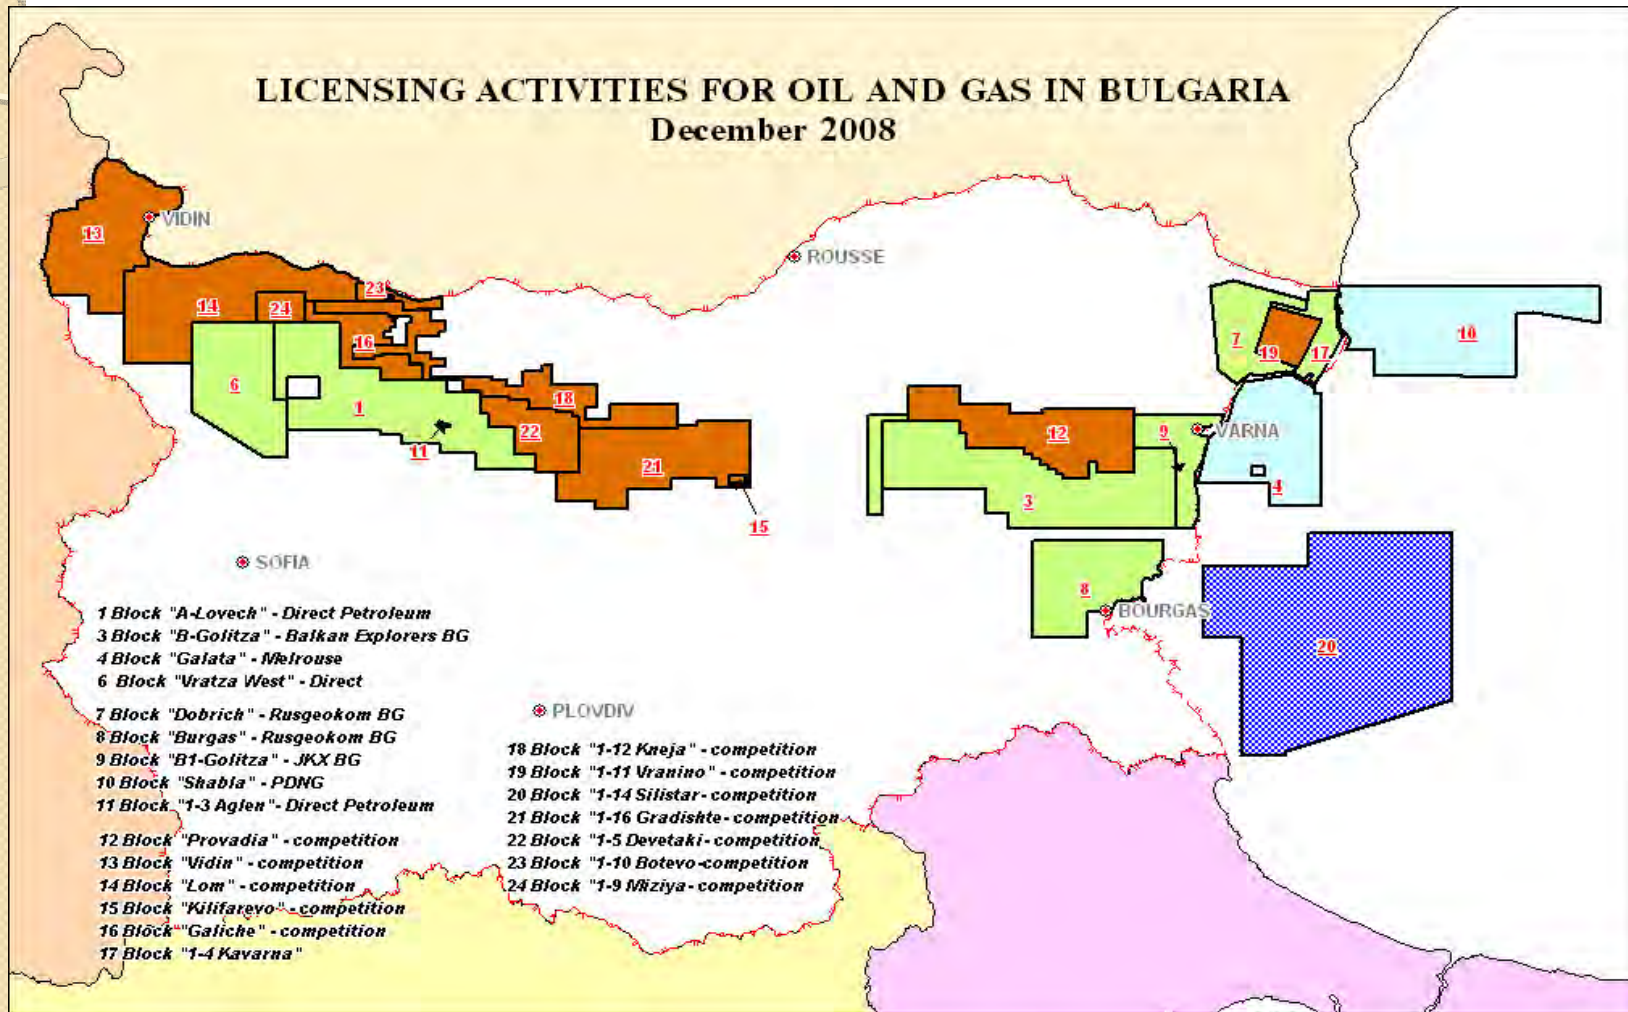 LICENSING ACTIVITIES FOR OIL AND GAS IN BULGARIA
December 2008
VIDIN
ROUSSE
13
14
24
23
16
6
1
18
22
11
21
15
7
19
17
10
12
9
VARNA
3
4
8
BOURGAS
20
SOFIA
PLOVDIV
1 Block "A-Lovech" - Direct Petroleum
3 Block "B-Golitza" - Balkan Explorers BG
4 Block "Galata" - Melrouse
6 Block "Vratza West" - Direct
7 Block "Dobrich" - Rusgeokom BG
8 Block "Burgas" - Rusgeokom BG
9 Block "B1-Golitza" - JKX BG
10 Block "Shabla" - PDNG
11 Block "1-3 Aglen" - Direct Petroleum
12 Block "Provadia" - competition
13 Block "Vidin" - competition
14 Block "Lom" - competition
15 Block "Kilifarevo" - competition
16 Block "Galiche" - competition
17 Block "1-4 Kavarna"
18 Block "1-12 Kneja" - competition
19 Block "1-11 Vranino" - competition
20 Block "1-14 Silistar - competition
21 Block "1-16 Gradishte - competition
22 Block "1-5 Devetaki - competition
23 Block "1-10 Botevo-competition
24 Block "1-9 Miziya - competition